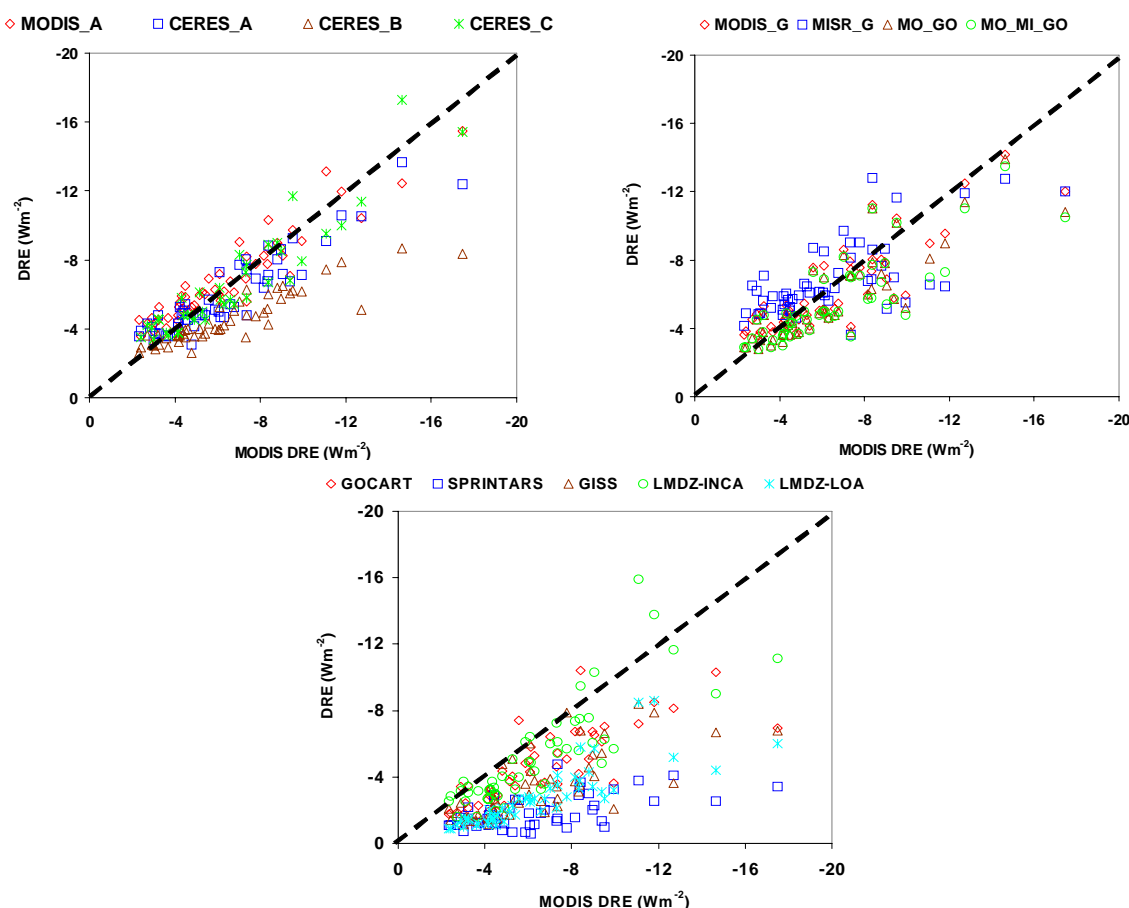 MODIS_A CERES_A CERES_B CERES_C
-20
-16
-12
-8
-4
0
DRE (Wm-2)
0 -4 -8 -12 -16 -20
MODIS DRE (Wm-2)
MODIS_G MISR_G MO_GO MO_MI_GO
-20
-16
-12
-8
-4
0
DRE (Wm-2)
0 -4 -8 -12 -16 -20
MODIS DRE (Wm-2)
GOCART SPRINTARS GISS LMDZ-INCA LMDZ-LOA
-20
-16
-12
-8
-4
0
DRE (Wm-2)
0 -4 -8 -12 -16 -20
MODIS DRE (Wm-2)